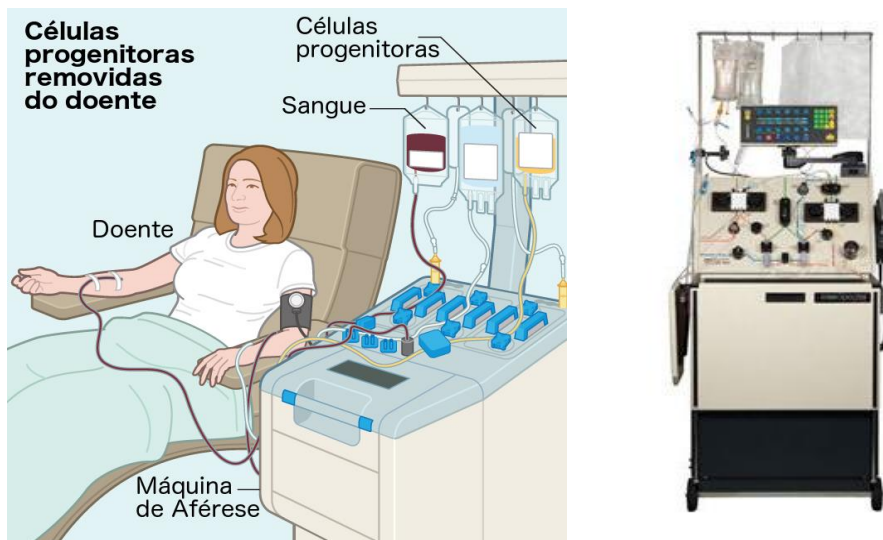 Células
progenitoras
removidas
do doente
Células
progenitoras
Sangue
Doente
Máquina
de Aférese